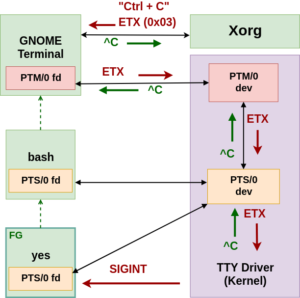 "Ctrl + C"
ETX (0x03)
GNOME
Terminal
^C
Xorg
PTM/0 fd
ETX
^C
PTM/0
dev
ETX
^C
bash
PTS/0 fd
PTS/0
dev
FG
yes
ETX
^C
PTS/0 fd
SIGINT
TTY Driver
(Kernel)